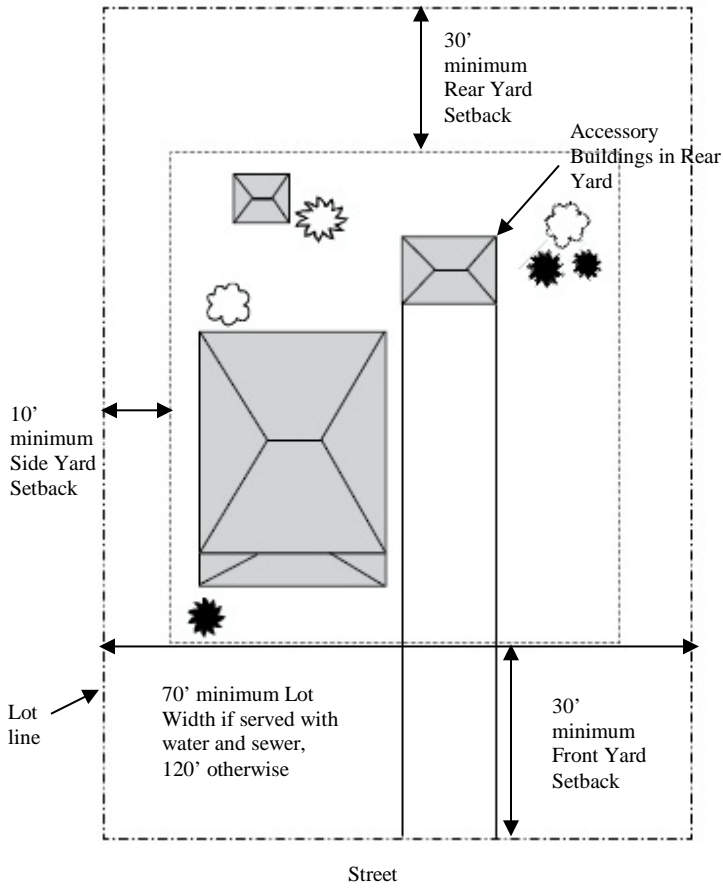 30’
minimum
Rear Yard
Setback
Accessory
Buildings in Rear
Yard
10’
minimum
Side Yard
Setback
Lot
line
70’ minimum Lot
Width if served with
water and sewer,
120’ otherwise
30’
minimum
Front Yard
Setback
Street